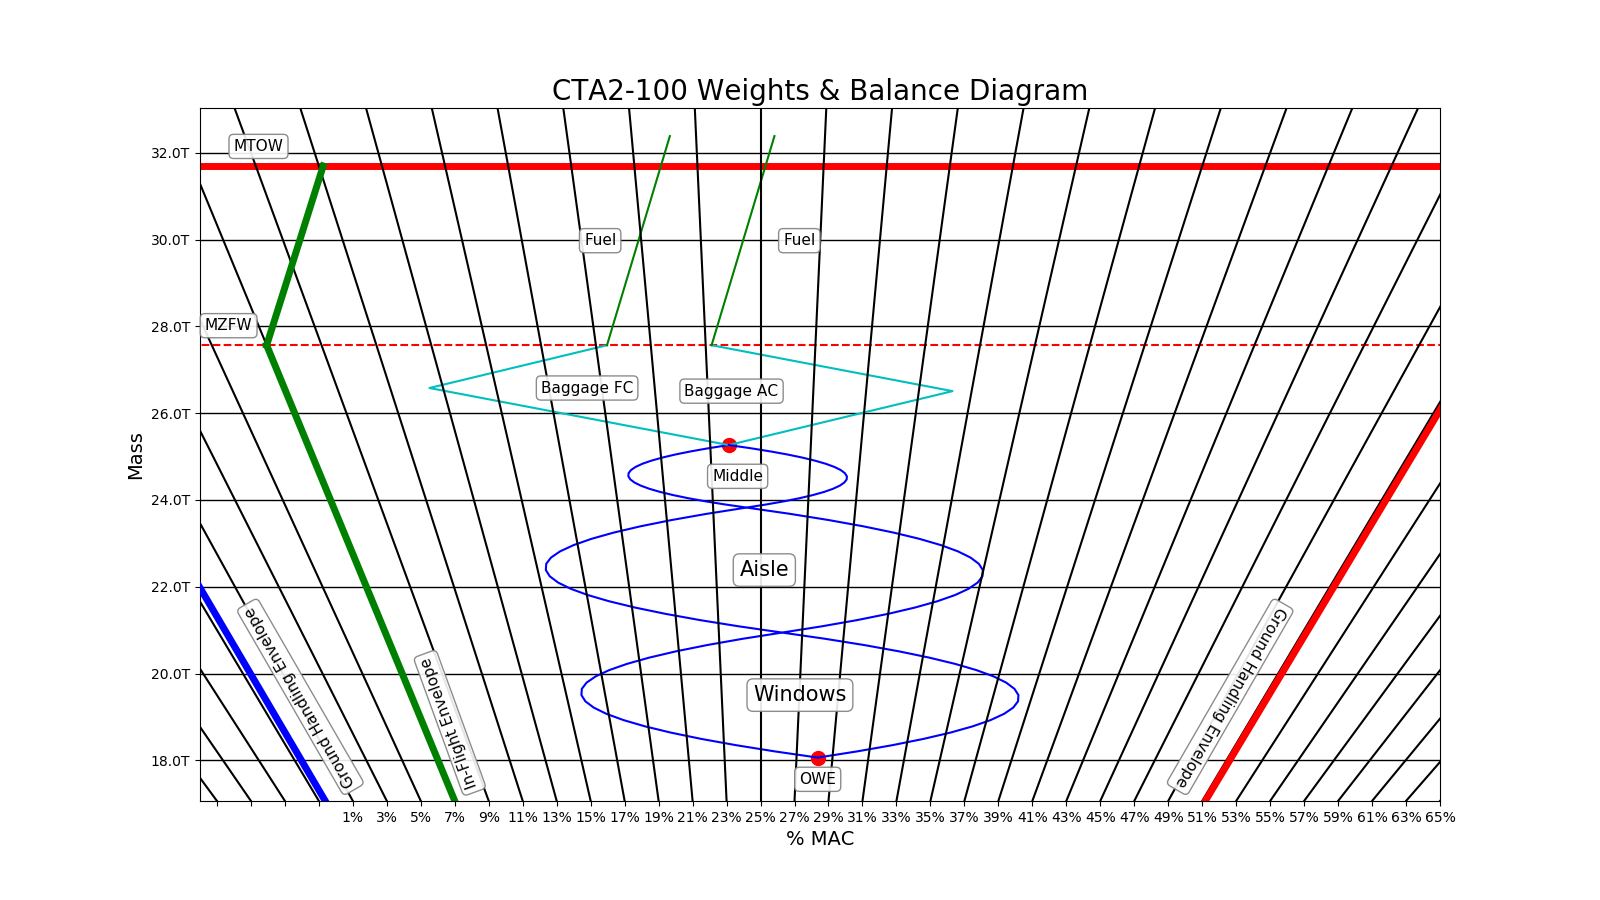 CTA2-100 Weights & Balance Diagram
MTOW
32.0T
Fuel
Fuel
30.0T
MZFW
28.0T
Baggage FC
Baggage AC
26.0T
Mass
Middle
24.0T
Aisle
22.0T
Ground Handling Envelope
Ground Handling Envelope
In-Flight Envelope
20.0T
Windows
18.0T
OWE
1% 3% 5% 7% 9% 11% 13% 15% 17% 19% 21% 23% 25% 27% 29% 31% 33% 35% 37% 39% 41% 43% 45% 47% 49% 51% 53% 55% 57% 59% 61% 63% 65%
% MAC